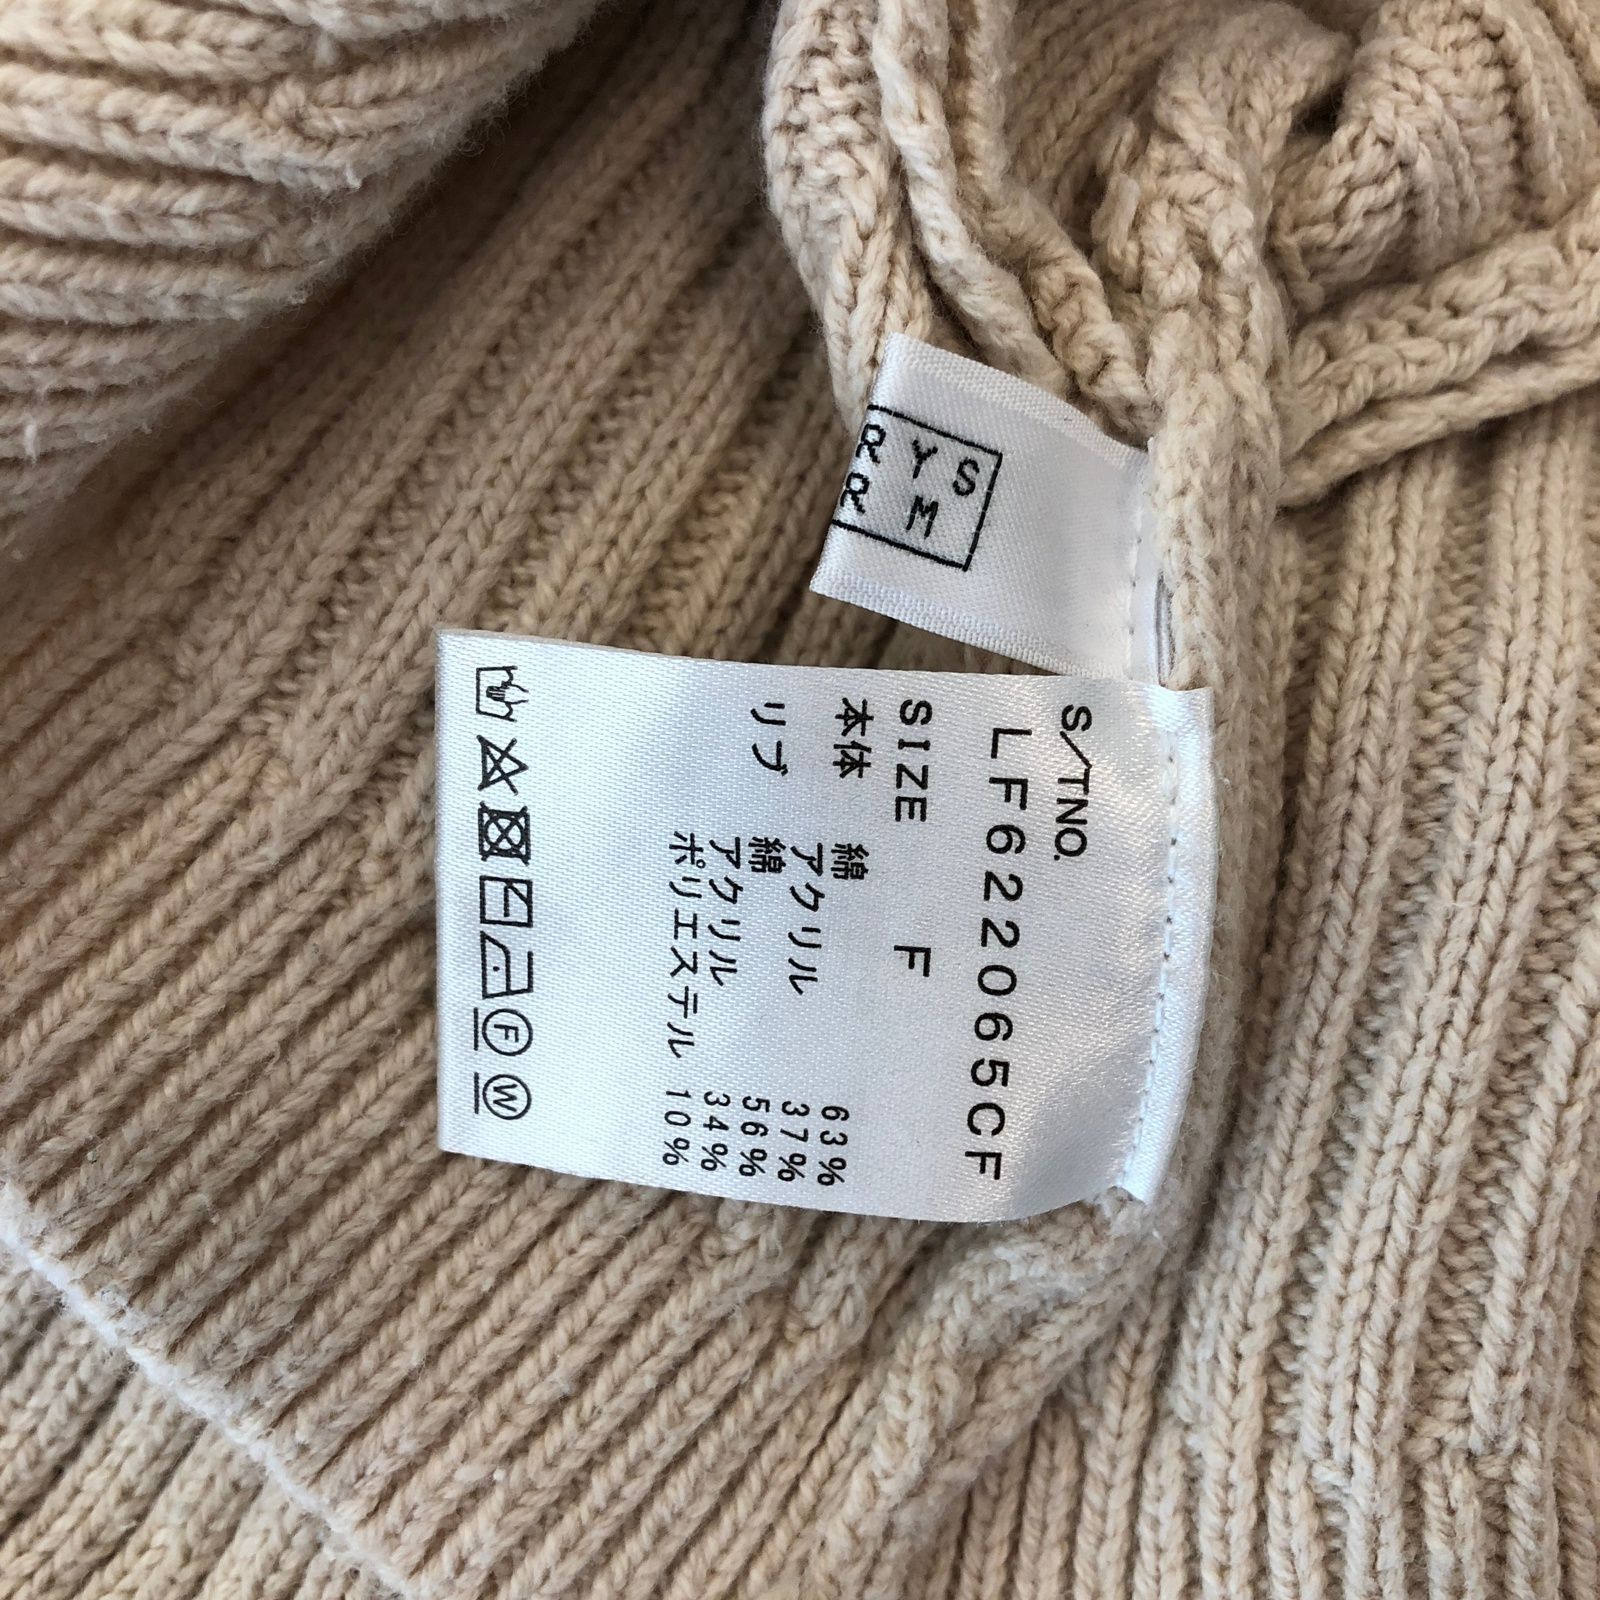 RYS
RM
S/TNO.
LF622065CF
SIZE F
本体 綿 63%
アクリル 37%
リブ 綿 56%
アクリル 34%
ポリエステル 10%
F
W